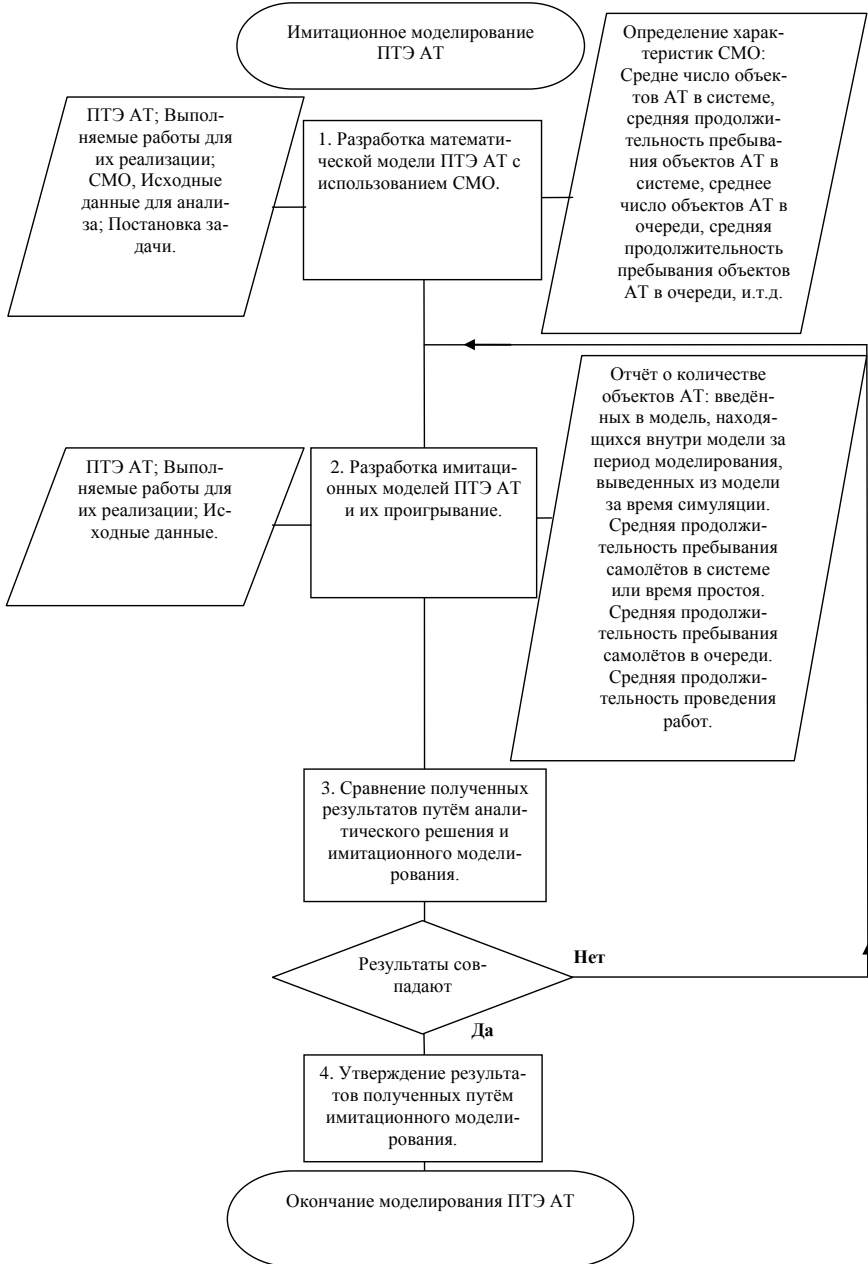 Имитационное моделирование
ПТЭ АТ
Определение харак-
теристик СМО:
Средне число объек-
тов АТ в системе,
средняя продолжи-
тельность пребыва-
ния объектов АТ в
системе, среднее
число объектов АТ в
очереди, средняя
продолжительность
пребывания объектов
АТ в очереди, и.т.д.
ПТЭ АТ; Выпол-
няемые работы для
их реализации;
СМО, Исходные
данные для анали-
за; Постановка за-
дачи.
1. Разработка математи-
ческой модели ПТЭ АТ с
использованием СМО.
Отчёт о количестве
объектов АТ: введён-
ных в модель, находя-
щихся внутри модели за
период моделирования,
выведенных из модели
за время симуляции.
Средняя продолжи-
тельность пребывания
самолётов в системе
или время простоя.
Средняя продолжи-
тельность пребывания
самолётов в очереди.
Средняя продолжи-
тельность проведения
работ.
ПТЭ АТ; Выпол-
няемые работы для
их реализации; Ис-
ходные данные.
2. Разработка имитаци-
онных моделей ПТЭ АТ
и их проигрывание.
3. Сравнение полученных
результатов путём анали-
тического решения и
имитационного модели-
рования.
Результаты сов-
падают
Нет
Да
4. Утверждение результа-
тов полученных путём
имитационного модели-
рования.
Окончание моделирования ПТЭ АТ